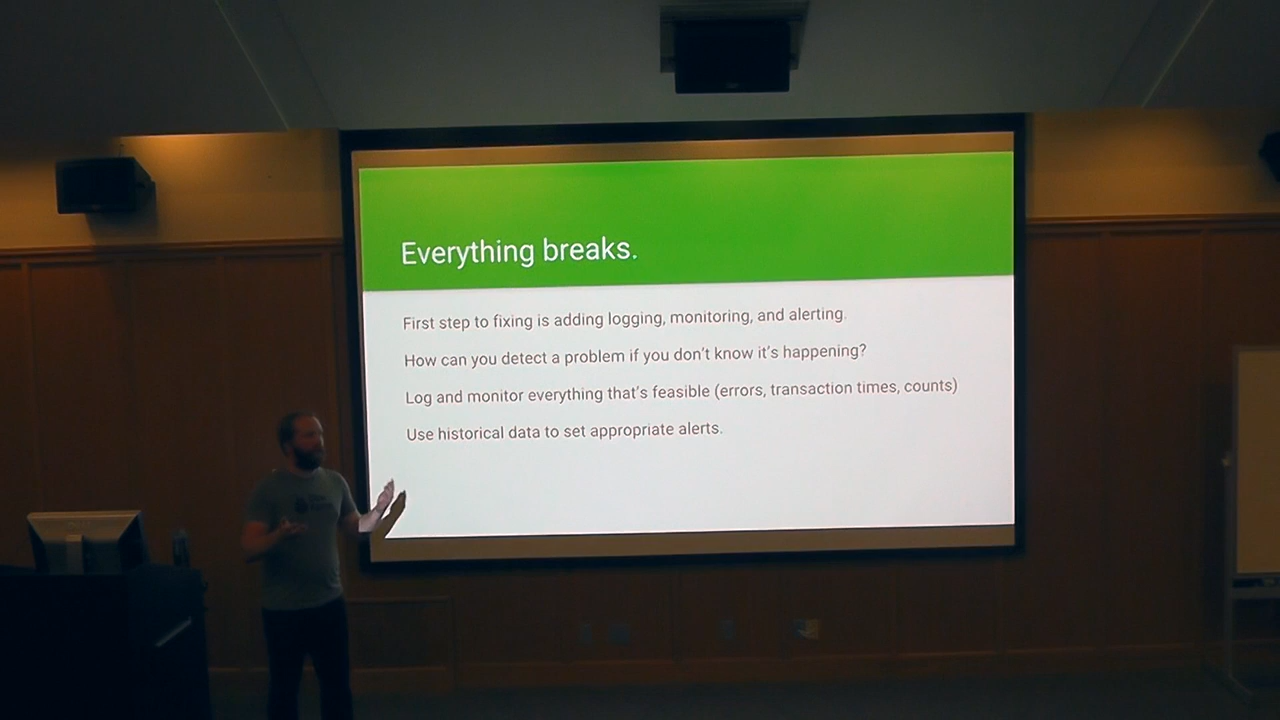 Everything breaks.
First step to fixing is adding logging, monitoring, and alerting.
How can you detect a problem if you don't know it's happening?
Log and monitor everything that's feasible (errors, transaction times, counts)
Use historical data to set appropriate alerts.